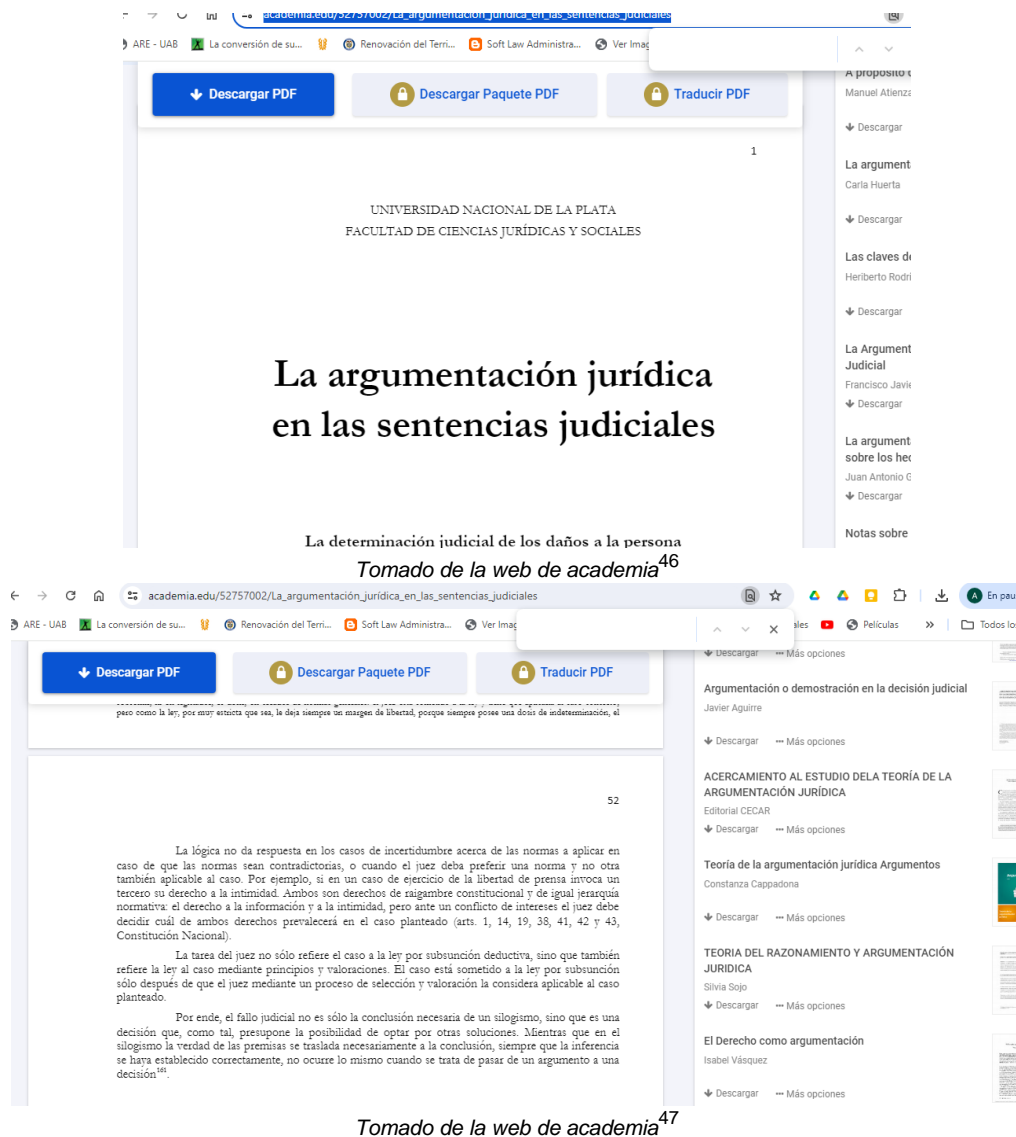 academia.edu/52757002/La_argumentación_jurídica_en_las_sentencias_judiciales
ARE - UAB La conversión de su... Renovación del Terri... Soft Law Administra... Ver Imag
Descargar PDF Descargar Paquete PDF Traducir PDF
1
UNIVERSIDAD NACIONAL DE LA PLATA
FACULTAD DE CIENCIAS JURÍDICAS Y SOCIALES
La argumentación jurídica
en las sentencias judiciales
La determinación judicial de los daños a la persona
A propósito
Manuel Atienza
Descargar
La argument
Carla Huerta
Descargar
Las claves de
Heriberto Rodrí
Descargar
La Argument
Judicial
Francisco Javie
Descargar
La argument
sobre los hec
Juan Antonio G
Descargar
Notas sobre
Tomado de la web de academia46
academia.edu/52757002/La_argumentación_jurídica_en_las_sentencias_judiciales En pau
ARE - UAB La conversión de su... Renovación del Terri... Soft Law Administra... Ver Imag ales Películas » Todos los
Descargar PDF Descargar Paquete PDF Traducir PDF
pero como la ley, por muy estricta que sea, le deja siempre un margen de libertad, porque siempre posee una dosis de indeterminación, el
52
La lógica no da respuesta en los casos de incertidumbre acerca de las normas a aplicar en
caso de que las normas sean contradictorias, o cuando el juez deba preferir una norma y no otra
también aplicable al caso. Por ejemplo, si en un caso de ejercicio de la libertad de prensa invoca un
tercero su derecho a la intimidad. Ambos son derechos de raigambre constitucional y de igual jerarquía
normativa: el derecho a la información y a la intimidad, pero ante un conflicto de intereses el juez debe
decidir cuál de ambos derechos prevalecerá en el caso planteado (arts. 1, 14, 19, 38, 41, 42 y 43,
Constitución Nacional).
La tarea del juez no sólo refiere el caso a la ley por subsunción deductiva, sino que también
refiere la ley al caso mediante principios y valoraciones. El caso está sometido a la ley por subsunción
sólo después de que el juez mediante un proceso de selección y valoración la considera aplicable al caso
planteado.
Por ende, el fallo judicial no es sólo la conclusión necesaria de un silogismo, sino que es una
decisión que, como tal, presupone la posibilidad de optar por otras soluciones. Mientras que en el
silogismo la verdad de las premisas se traslada necesariamente a la conclusión, siempre que la inferencia
se haya establecido correctamente, no ocurre lo mismo cuando se trata de pasar de un argumento a una
decisión161.
Descargar Más opciones
Argumentación o demostración en la decisión judicial
Javier Aguirre
Descargar Más opciones
ACERCAMIENTO AL ESTUDIO DELA TEORÍA DE LA
ARGUMENTACIÓN JURÍDICA
Editorial CECAR
Descargar Más opciones
Teoría de la argumentación jurídica Argumentos
Constanza Cappadona
Descargar Más opciones
TEORIA DEL RAZONAMIENTO Y ARGUMENTACIÓN
JURIDICA
Silvia Sojo
Descargar Más opciones
El Derecho como argumentación
Isabel Vásquez
Descargar Más opciones
Tomado de la web de academia47